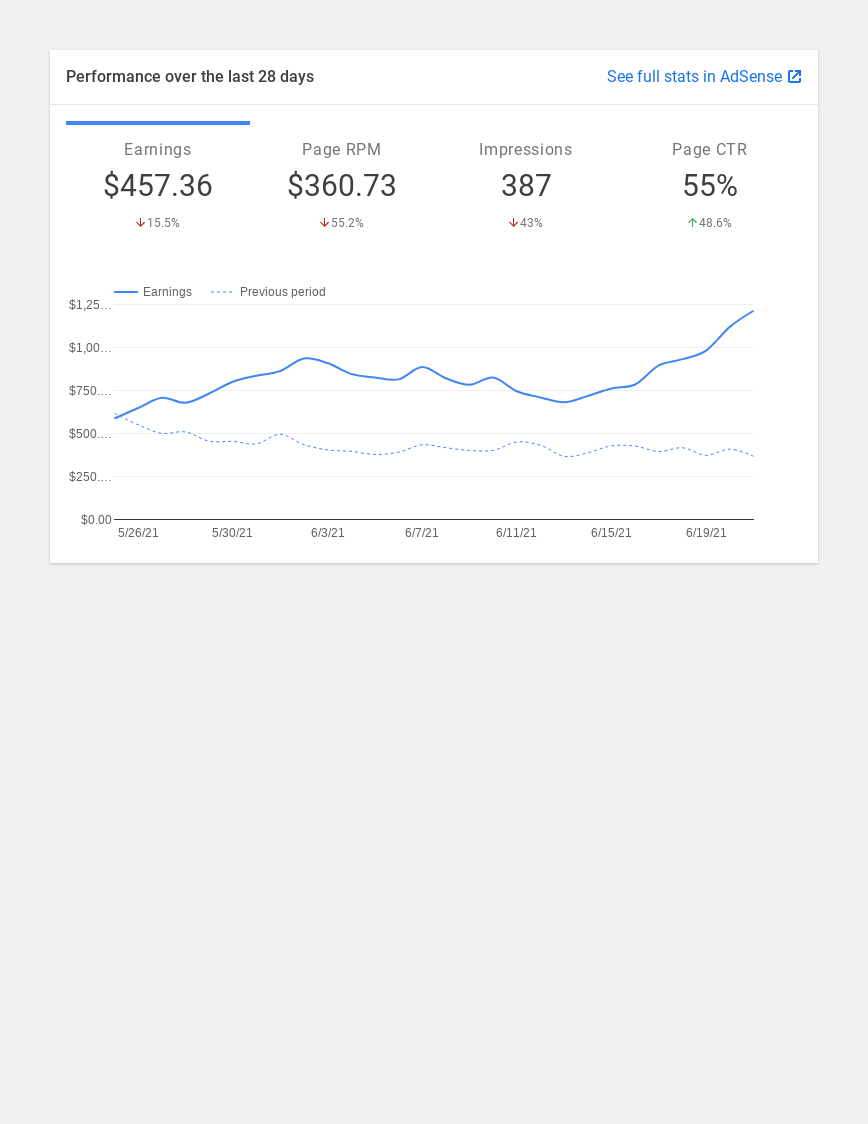 Performance over the last 28 days
See full stats in AdSense
Earnings
Page RPM
Impressions
Page CTR
$457.36
$360.73
387
55%
15.5%
55.2%
43%
48.6%
Earnings
Previous period
$1,25...
$1,00...
$750....
$500....
$250....
$0.00
5/26/21
5/30/21
6/3/21
6/7/21
6/11/21
6/15/21
6/19/21